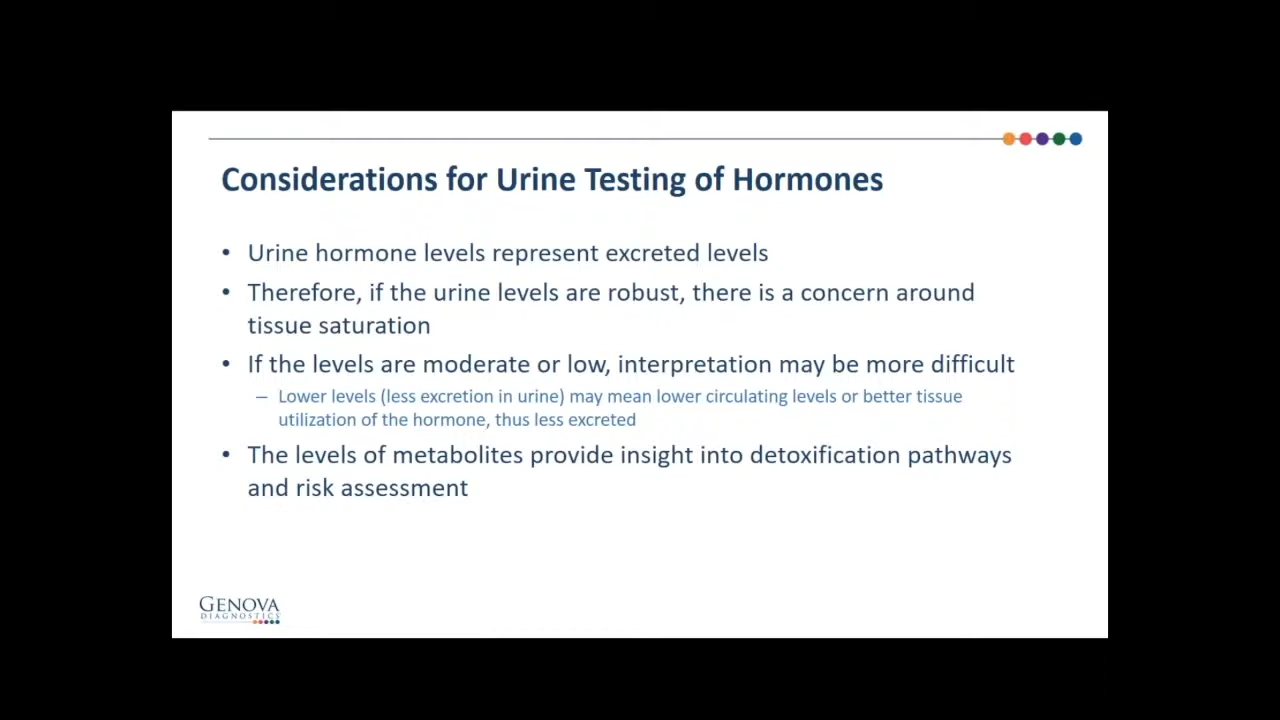 Considerations for Urine Testing of Hormones
• Urine hormone levels represent excreted levels
• Therefore, if the urine levels are robust, there is a concern around
tissue saturation
• If the levels are moderate or low, interpretation may be more difficult
– Lower levels (less excretion in urine) may mean lower circulating levels or better tissue
utilization of the hormone, thus less excreted
• The levels of metabolites provide insight into detoxification pathways
and risk assessment
GENOVA
DIAGNOSTICS